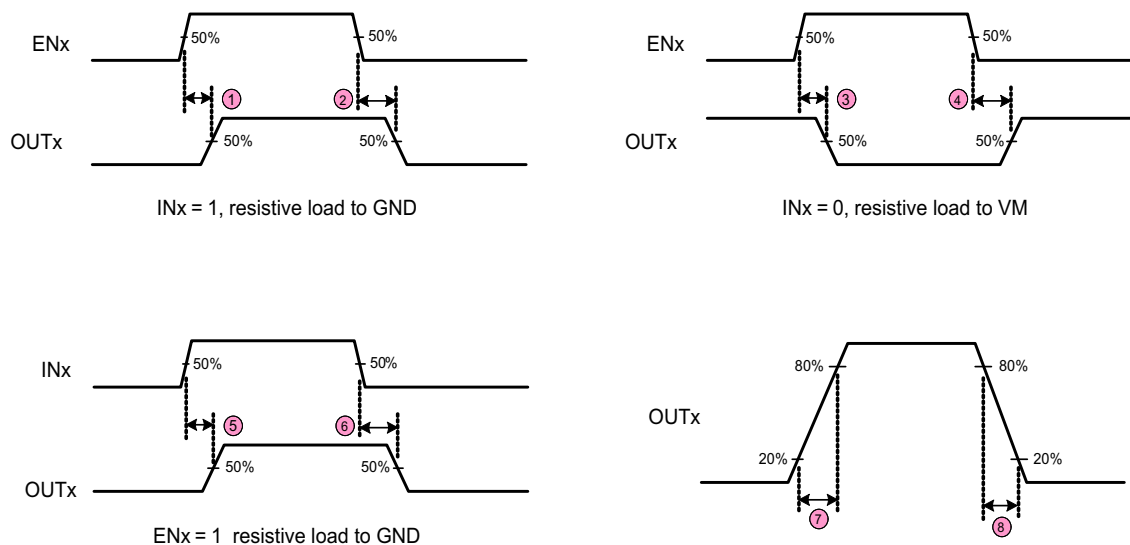 ENx
50%
50%
1
2
OUTx
50%
50%
INx = 1, resistive load to GND
ENx
50%
50%
3
4
OUTx
50%
50%
INx = 0, resistive load to VM
INx
50%
50%
5
6
OUTx
50%
50%
ENx = 1 resistive load to GND
80%
80%
OUTx
20%
20%
7
8